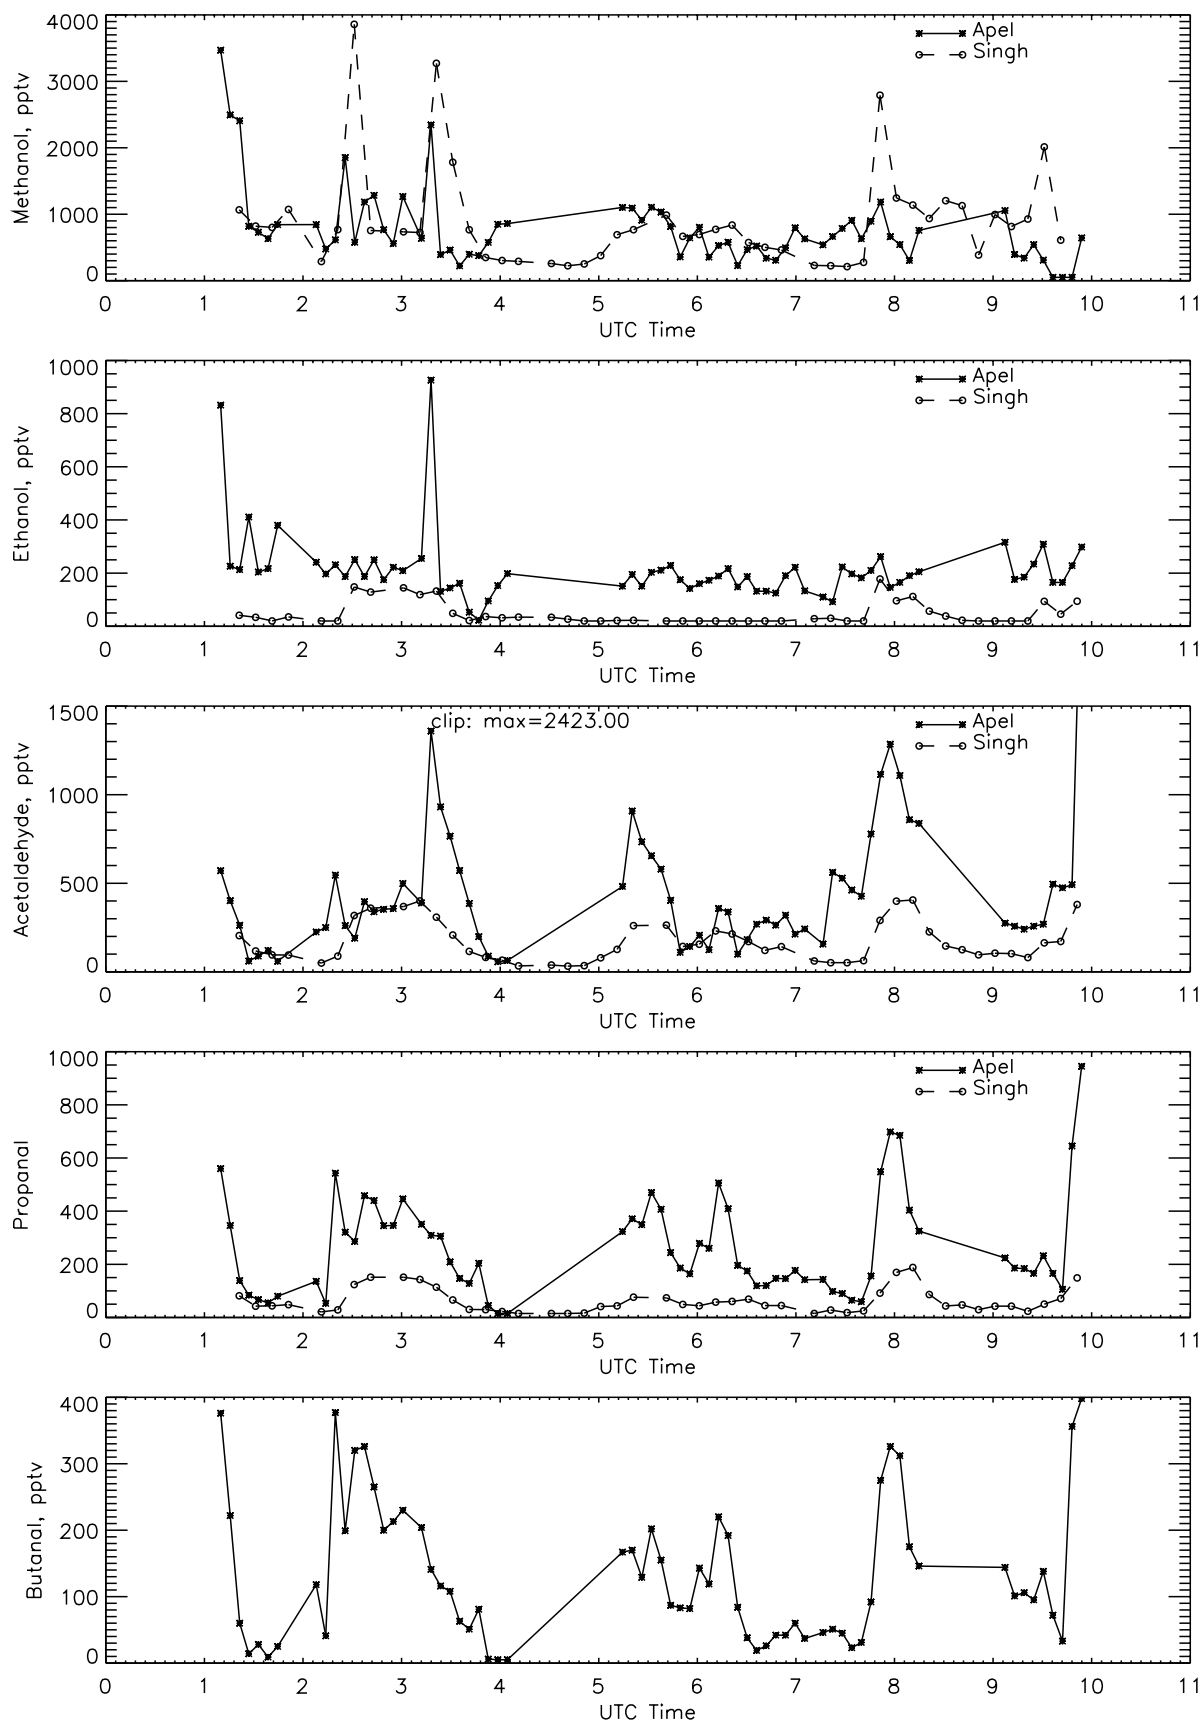 4000
3000
2000
1000
0
Methanol, pptv
Apel
Singh
0 1 2 3 4 5 6 7 8 9 10 11
UTC Time
1000
800
600
400
200
0
Ethanol, pptv
Apel
Singh
0 1 2 3 4 5 6 7 8 9 10 11
UTC Time
1500
1000
500
0
Acetaldehyde, pptv
clip: max=2423.00
Apel
Singh
0 1 2 3 4 5 6 7 8 9 10 11
UTC Time
1000
800
600
400
200
0
Propanal
Apel
Singh
0 1 2 3 4 5 6 7 8 9 10 11
UTC Time
400
300
200
100
0
Butanal, pptv
0 1 2 3 4 5 6 7 8 9 10 11
UTC Time